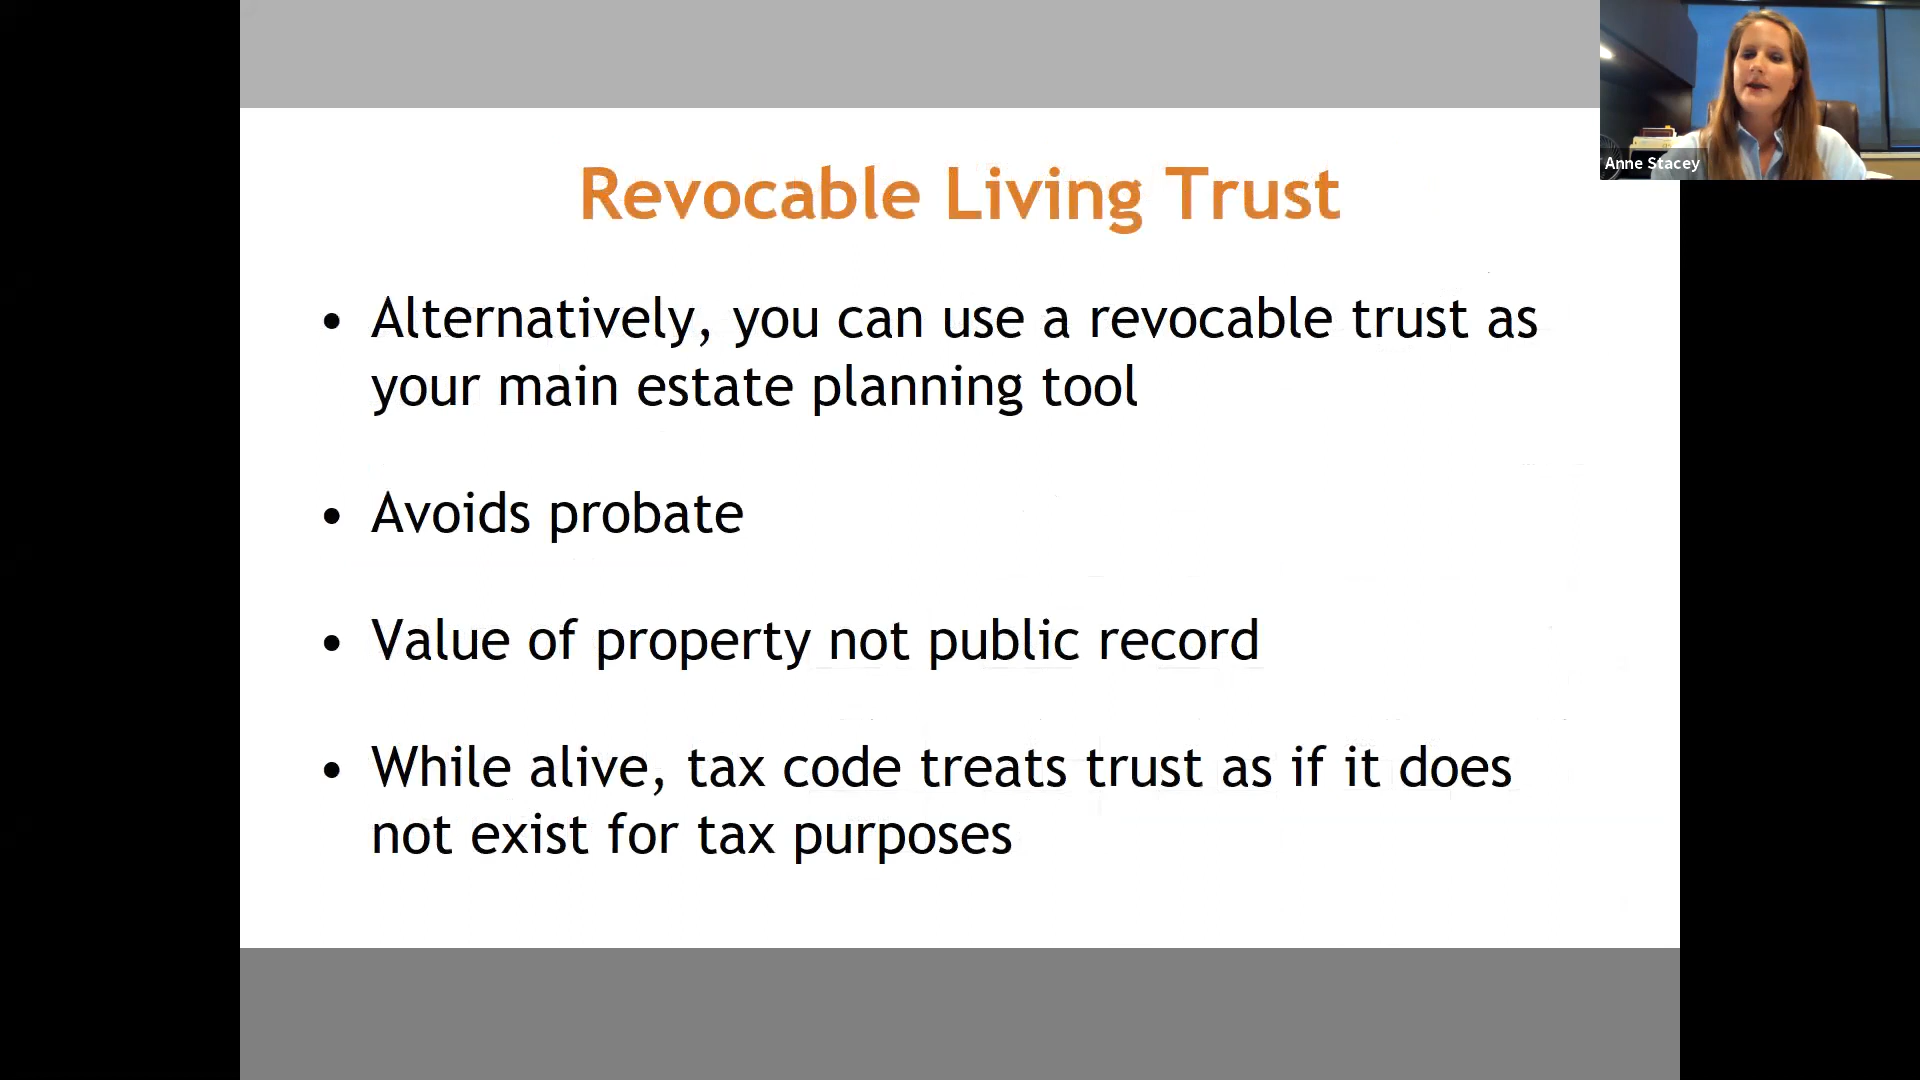 Revocable Living Trust
• Alternatively, you can use a revocable trust as
your main estate planning tool
• Avoids probate
• Value of property not public record
• While alive, tax code treats trust as if it does
not exist for tax purposes
Anne Stacey